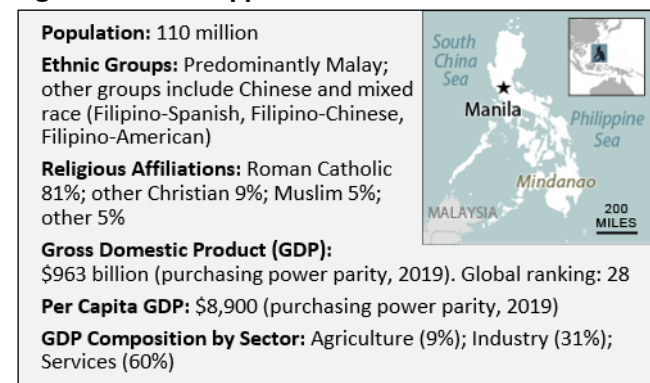 Population: 110 million
Ethnic Groups: Predominantly Malay;
other groups include Chinese and mixed
race (Filipino-Spanish, Filipino-Chinese,
Filipino-American)
Religious Affiliations: Roman Catholic
81%; other Christian 9%; Muslim 5%;
other 5%
Gross Domestic Product (GDP):
$963 billion (purchasing power parity, 2019). Global ranking: 28
Per Capita GDP: $8,900 (purchasing power parity, 2019)
GDP Composition by Sector: Agriculture (9%); Industry (31%);
Services (60%)
South
China
Sea
Manila
Philippine
Sea
Mindanao
MALAYSIA
200
MILES